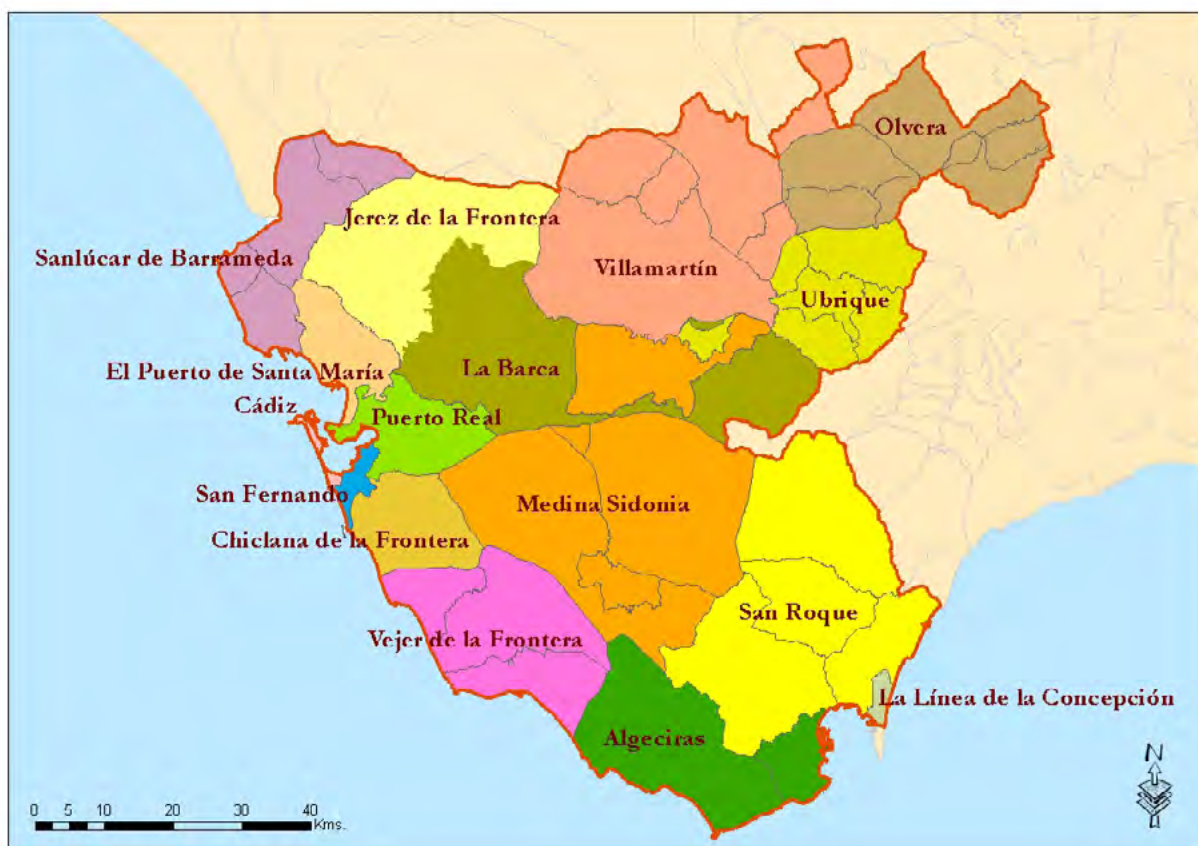 Olvera
Jerez de la Frontera
Sanlúcar de Barrameda
Villamartín
Ubrique
El Puerto de Santa María
La Barca
Cádiz
Puerto Real
San Fernando
Medina Sidonia
Chiclana de la Frontera
San Roque
Vejer de la Frontera
La Línea de la Concepción
Algeciras
N
0 5 10 20 30 40
Kms.